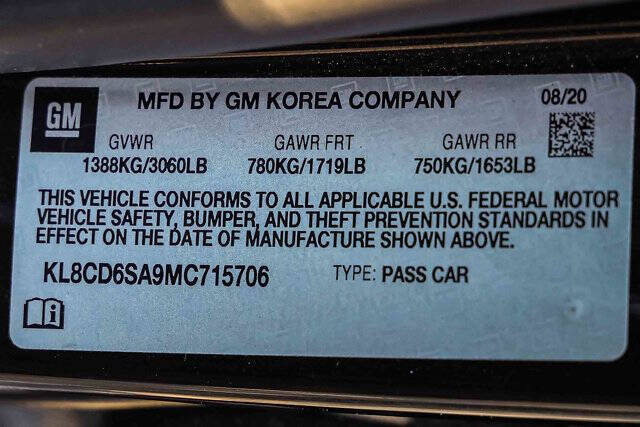 GM
MFD BY GM KOREA COMPANY 08/20
GVWR GAWR FRT GAWR RR
1388KG/3060LB 780KG/1719LB 750KG/1653LB
THIS VEHICLE CONFORMS TO ALL APPLICABLE U.S. FEDERAL MOTOR
VEHICLE SAFETY, BUMPER, AND THEFT PREVENTION STANDARDS IN
EFFECT ON THE DATE OF MANUFACTURE SHOWN ABOVE.
KL8CD6SA9MC715706 TYPE: PASS CAR